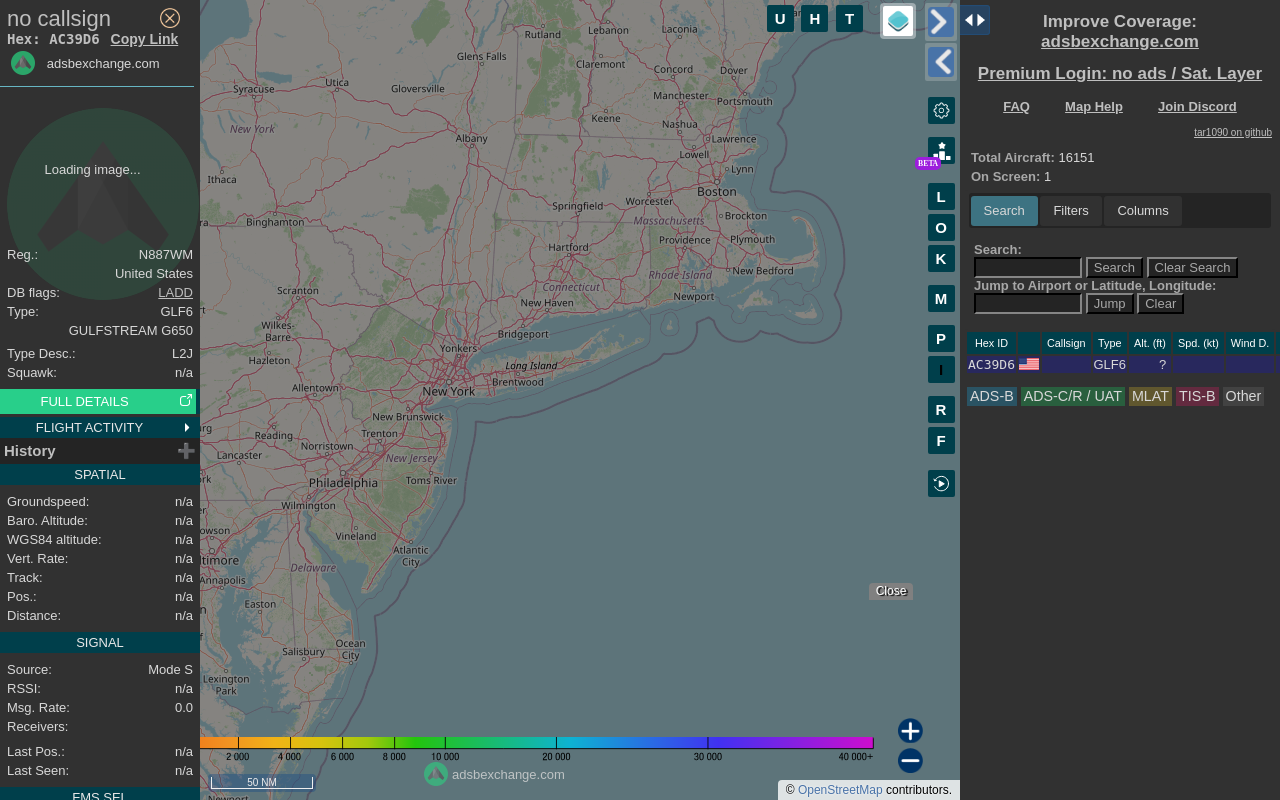 no callsign
Hex: AC39D6 Copy Link
adsbexchange.com
Loading image...
Reg.: N887WM
United States
DB flags: LADD
Type: GLF6
GULFSTREAM G650
Type Desc.: L2J
Squawk: n/a
FULL DETAILS
FLIGHT ACTIVITY
History
SPATIAL
Groundspeed: n/a
Baro. Altitude: n/a
WGS84 altitude: n/a
Vert. Rate: n/a
Track: n/a
Pos.: n/a
Distance: n/a
SIGNAL
Source: Mode S
RSSI: n/a
Msg. Rate: 0.0
Receivers:
Last Pos.: n/a
Last Seen: n/a
FMS SEL
Rutland
Lebanon
Laconia
Glens Falls
Claremont
Concord
Dover
Utica
Gloversville
Syracuse
Manchester
Portsmouth
Keene
Nashua
New York
Albany
Lawrence
Lowell
Lynn
Ithaca
Boston
Worcester
Springfield
Massachusetts
Brockton
Binghamton
Providence
Plymouth
Hartford
Rhode Island
New Bedford
Connecticut
Scranton
New Haven
Newport
Wilkes-
Barre
Bridgeport
Yonkers
Hazleton
Long Island
Brentwood
Allentown
New York
New Brunswick
Reading
Trenton
Norristown
Lancaster
New Jersey
Toms River
Philadelphia
Wilmington
Vineland
Atlantic
City
Delaware
Annapolis
Easton
Ocean
City
Salisbury
Lexington
Park
U H T
BETA
L
O
K
M
P
I
R
F
Close
2 000 4 000 6 000 8 000 10 000 20 000 30 000 40 000+
50 NM
adsbexchange.com
© OpenStreetMap contributors.
Improve Coverage:
adsbexchange.com
Premium Login: no ads / Sat. Layer
FAQ Map Help Join Discord
tar1090 on github
Total Aircraft: 16151
On Screen: 1
Search Filters Columns
Search:
Search Clear Search
Jump to Airport or Latitude, Longitude:
Jump Clear
Hex ID Callsign Type Alt. (ft) Spd. (kt) Wind D.
AC39D6 GLF6 ?
ADS-B ADS-C/R / UAT MLAT TIS-B Other